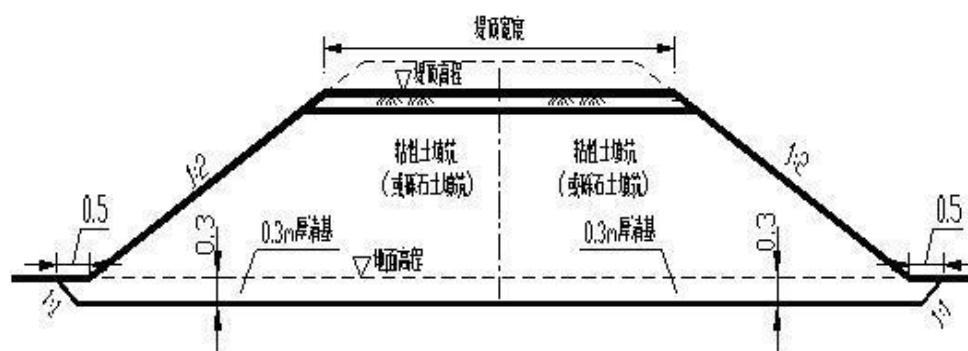 堤顶宽度
堤顶高程
1:2
粘性土填筑
(或砾石土填筑)
粘性土填筑
(或砾石土填筑)
1:2
0.5
0.3
0.3m厚清基
地面高程
0.3m厚清基
0.3
0.5
1:1
1:1